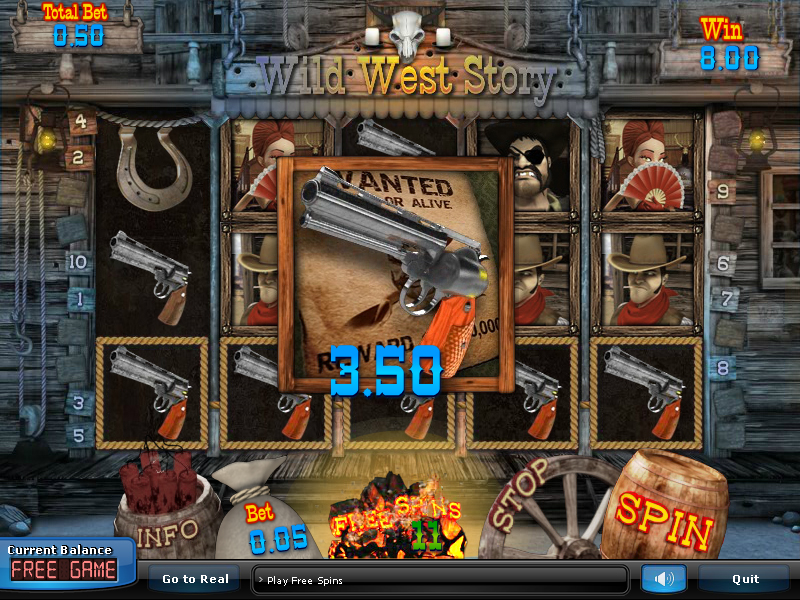 Total Bet
0.50
Win
8.00
Wild West Story
4
2
9
WANTED
OR ALIVE
10
6
1
7
REWARD
,000
3.50
8
3
5
INFO
Bet
0.05
FREE SPINS
11
STOP
SPIN
Current Balance
FREE GAME
Go to Real
> Play Free Spins
Quit